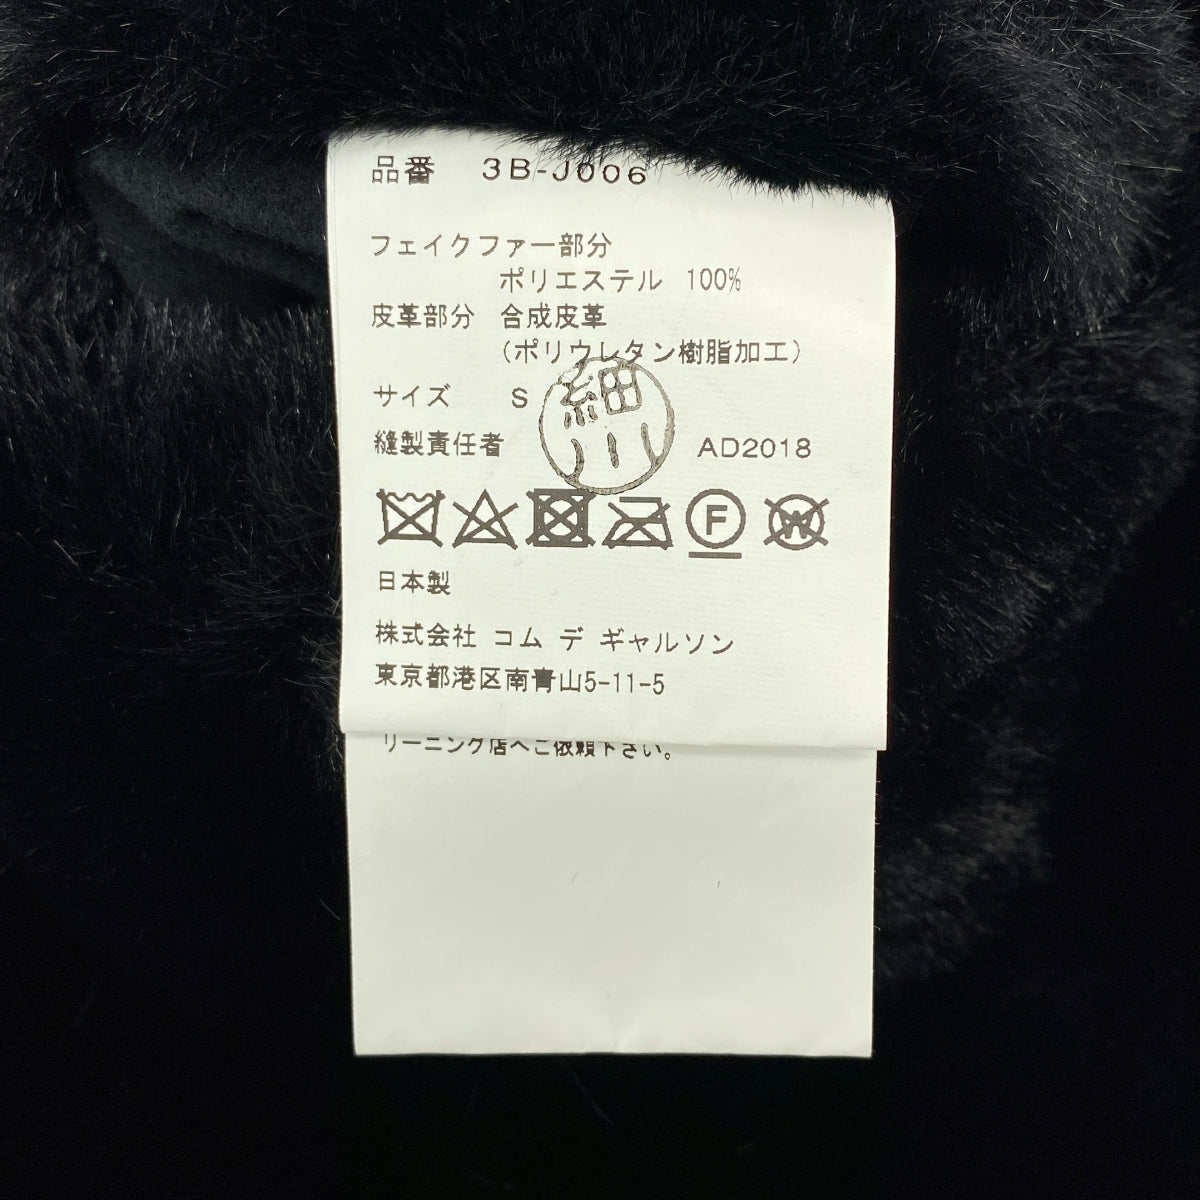 品番 3B-J006
フェイクファー部分
ポリエステル 100%
皮革部分 合成皮革
(ポリウレタン樹脂加工)
サイズ S
細川
縫製責任者 AD2018
F W
日本製
株式会社 コム デ ギャルソン
東京都港区南青山5-11-5
リーニング店へご依頼下さい。